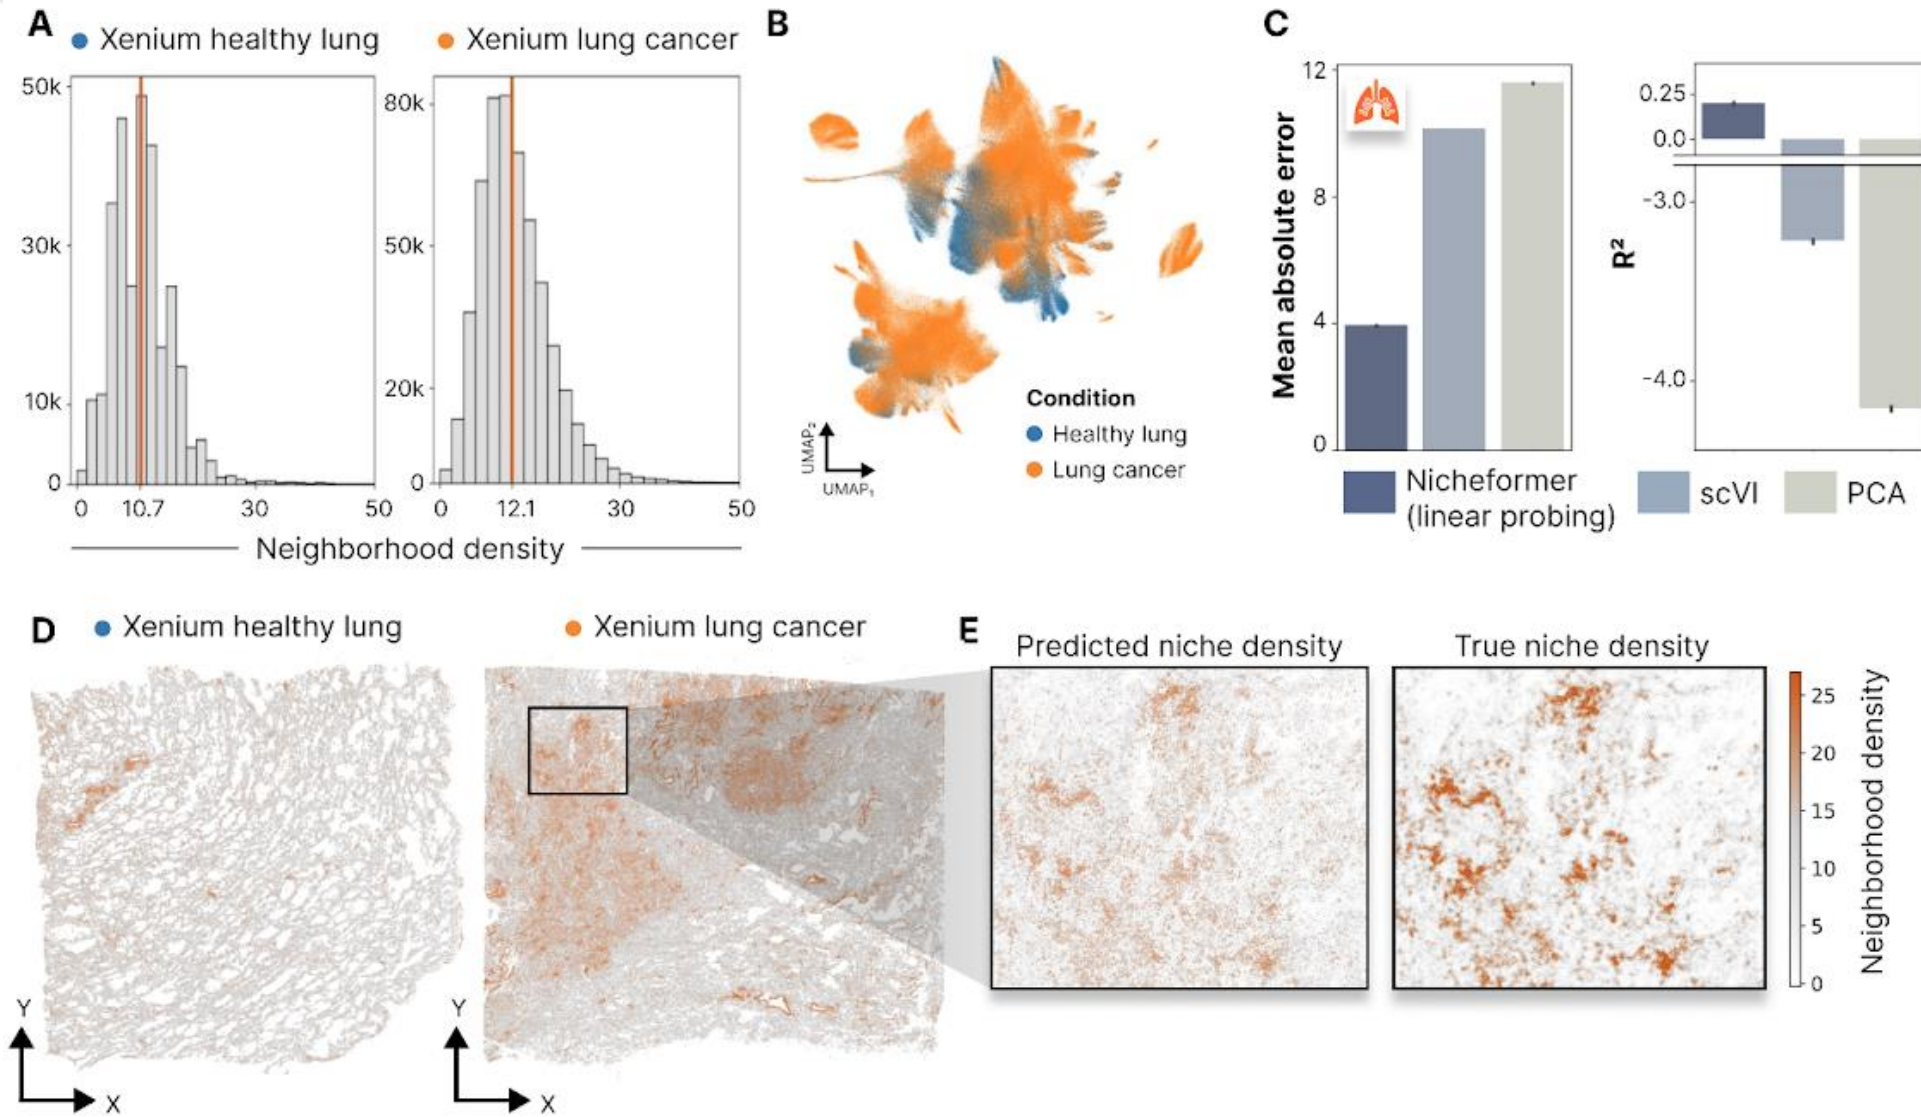 A
Xenium healthy lung
Xenium lung cancer
50k
30k
10k
0
0
10.7
30
50
80k
50k
20k
0
0
12.1
30
50
Neighborhood density
B
UMAP₂
UMAP₁
Condition
Healthy lung
Lung cancer
C
Mean absolute error
12
8
4
0
R²
0.25
0.0
-3.0
-4.0
Nicheformer
(linear probing)
scVI
PCA
D
Xenium healthy lung
Xenium lung cancer
Y
X
Y
X
E
Predicted niche density
True niche density
25
20
15
10
5
0
Neighborhood density